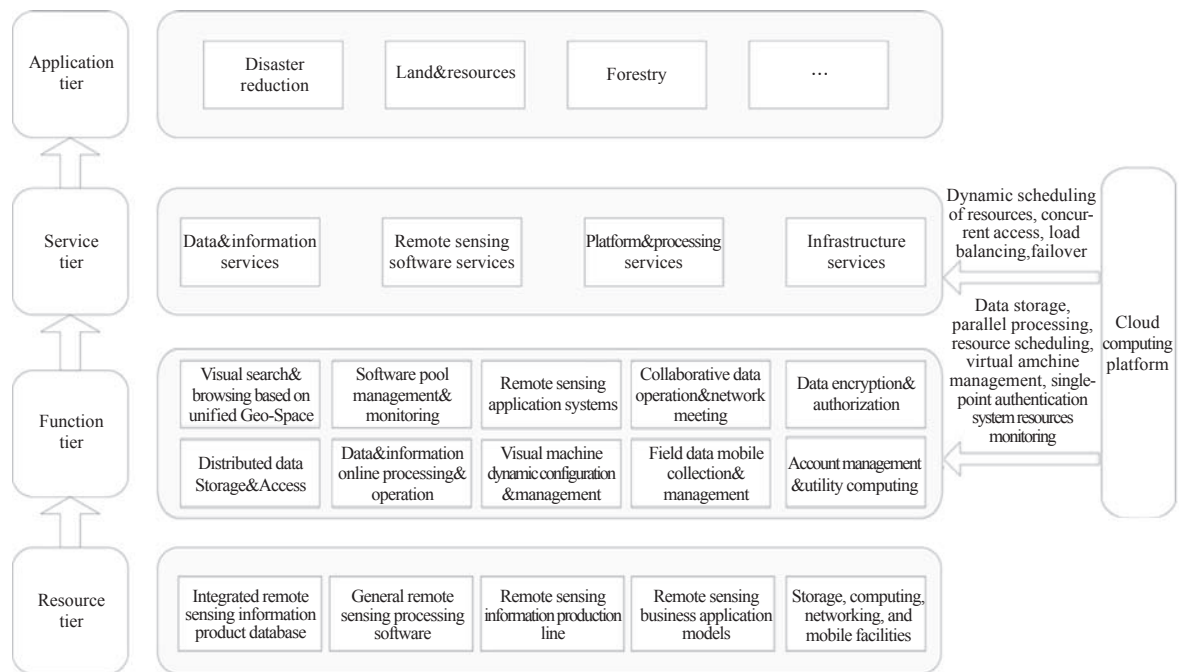 Application
tier
Disaster
reduction
Land&resources
Forestry
...
Service
tier
Data&information
services
Remote sensing
software services
Platform&processing
services
Infrastructure
services
Dynamic scheduling
of resources, concur-
rent access, load
balancing,failover
Data storage,
parallel processing,
resource scheduling,
virtual amchine
management, single-
point authentication
system resources
monitoring
Cloud
computing
platform
Function
tier
Visual search&
browsing based on
unified Geo-Space
Software pool
management&
monitoring
Remote sensing
application systems
Collaborative data
operation&network
meeting
Data encryption&
authorization
Distributed data
Storage&Access
Data&information
online processing&
operation
Visual machine
dynamic configuration
&management
Field data mobile
collection&
management
Account management
&utility computing
Resource
tier
Integrated remote
sensing information
product database
General remote
sensing processing
software
Remote sensing
information production
line
Remote sensing
business application
models
Storage, computing,
networking, and
mobile facilities